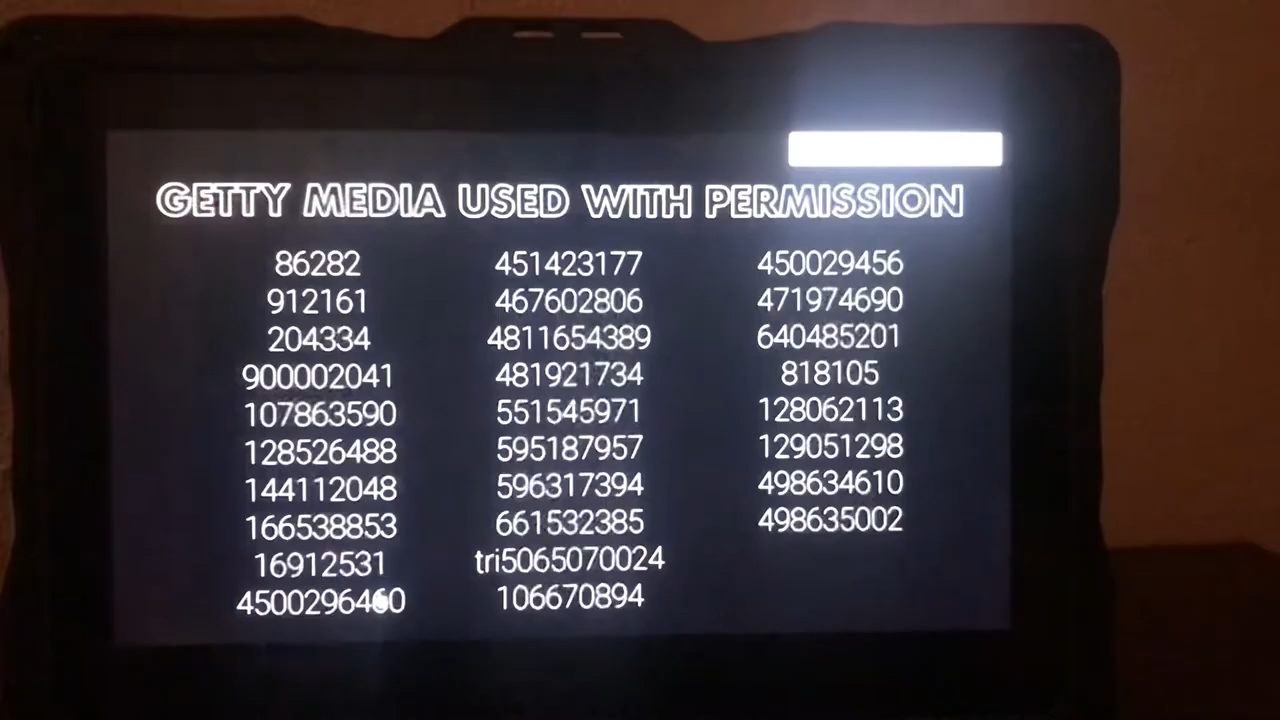 GETTY MEDIA USED WITH PERMISSION
86282 451423177 450029456
912161 467602806 471974690
204334 4811654389 640485201
900002041 481921734 818105
107863590 551545971 128062113
128526488 595187957 129051298
144112048 596317394 498634610
166538853 661532385 498635002
16912531 tri5065070024
106670894